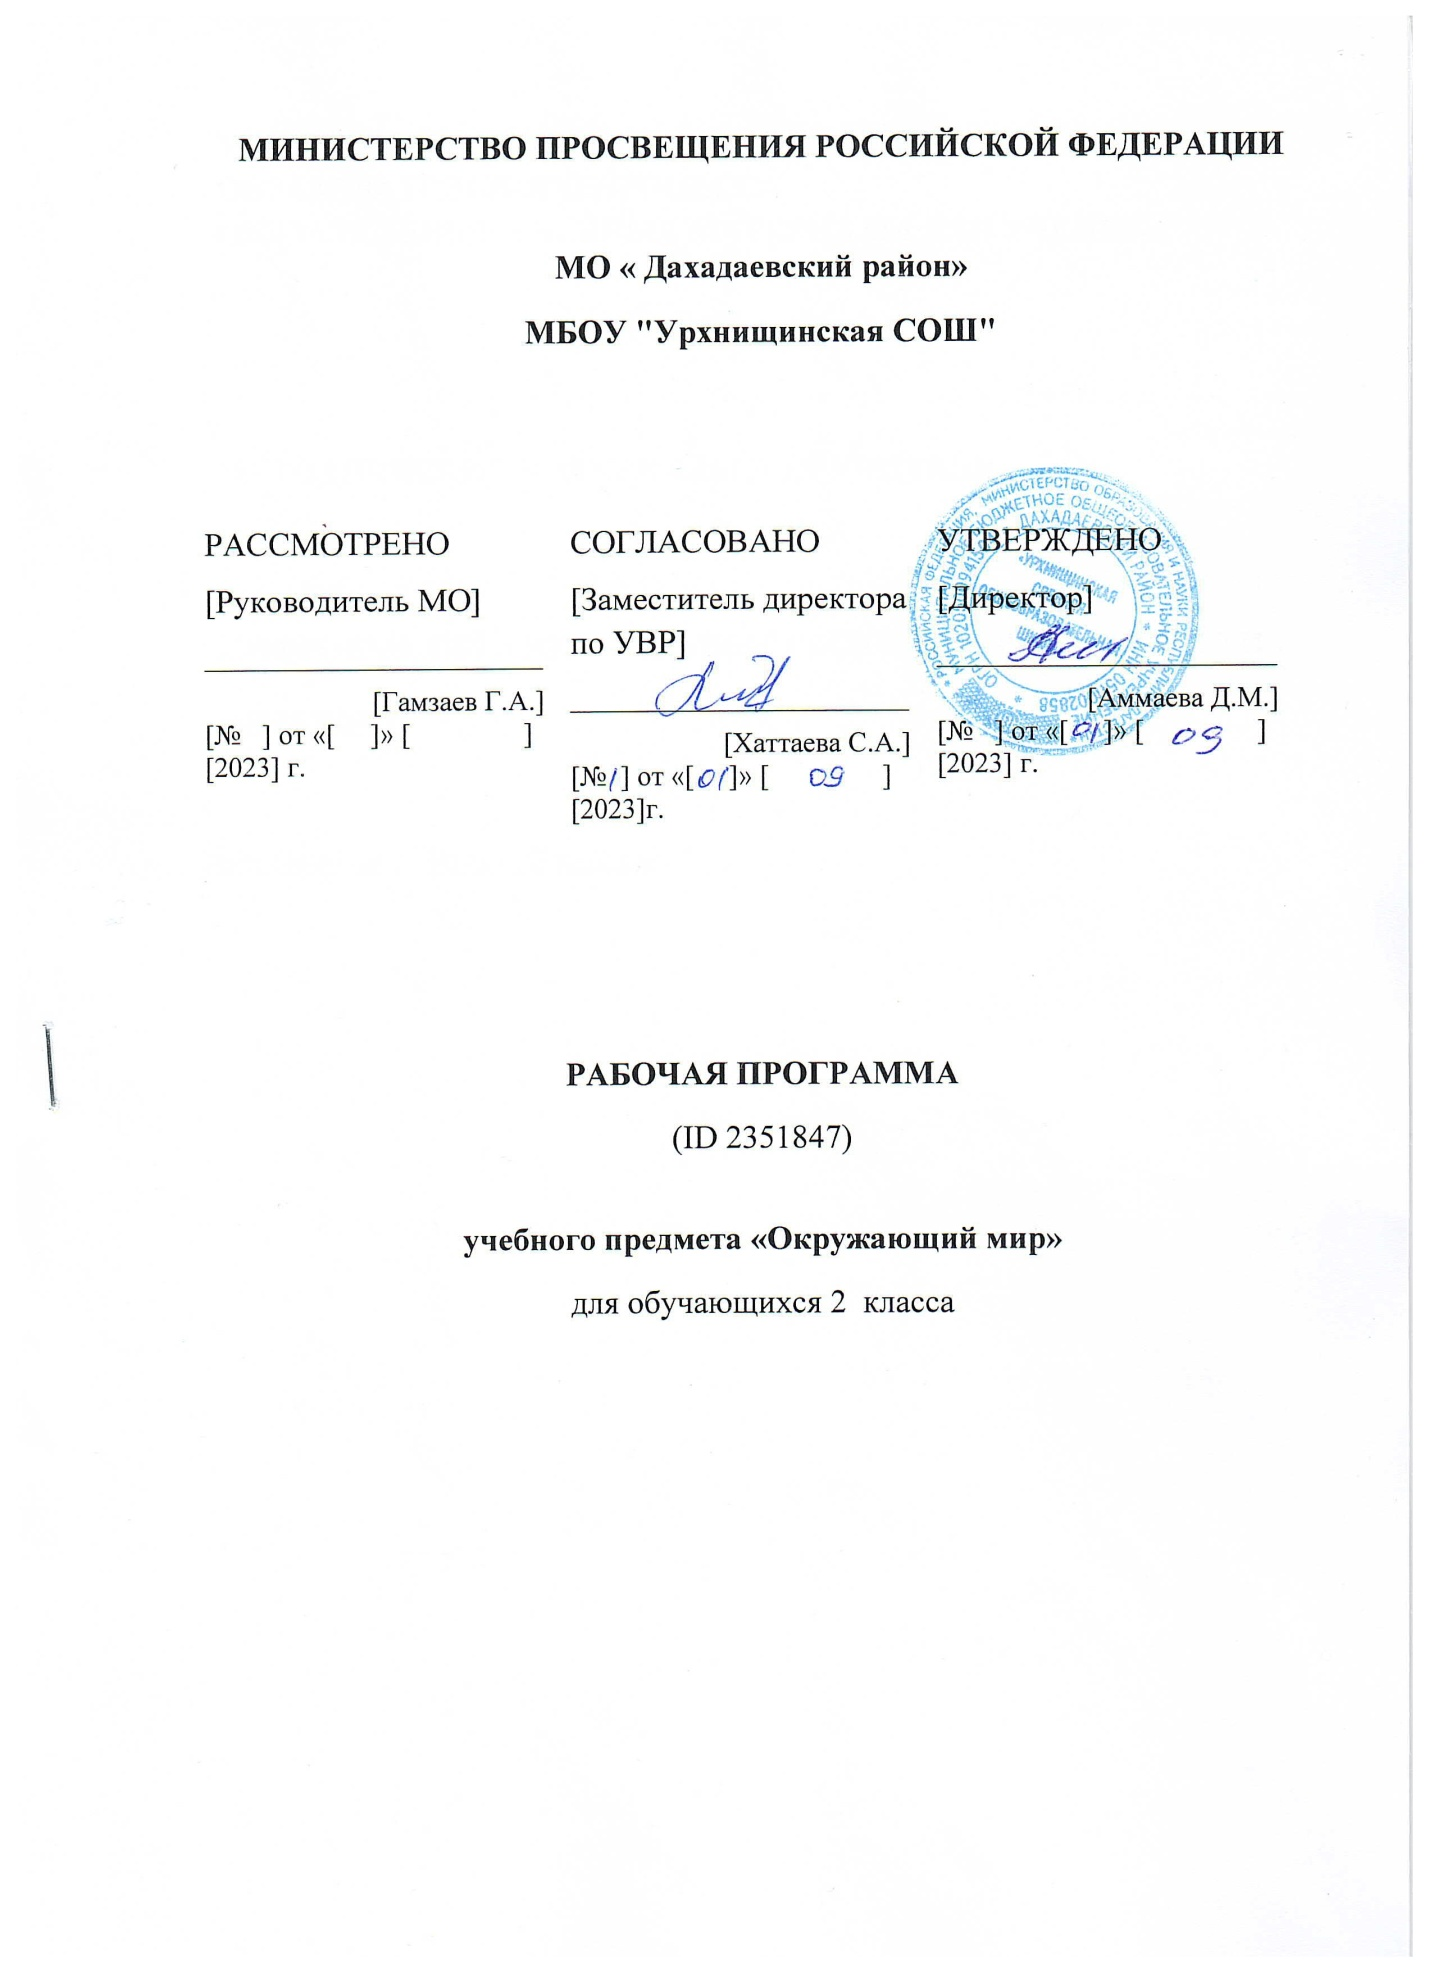 МИНИСТЕРСТВО ПРОСВЕЩЕНИЯ РОССИЙСКОЙ ФЕДЕРАЦИИ
МО « Дахадаевский район»
МБОУ "Урхнищинская СОШ"
РАССМОТРЕНО
[Руководитель МО]
[Гамзаев Г.А.]
[№ ] от «[ ]» [ ]
[2023] г.
СОГЛАСОВАНО
[Заместитель директора
по УВР]
[Хаттаева С.А.]
[№1] от «[01]» [ 09 ]
[2023]г.
УТВЕРЖДЕНО
[Директор]
[Аммаева Д.М.]
[№ ] от «[01]» [ 09 ]
[2023] г.
РАБОЧАЯ ПРОГРАММА
(ID 2351847)
учебного предмета «Окружающий мир»
для обучающихся 2 класса